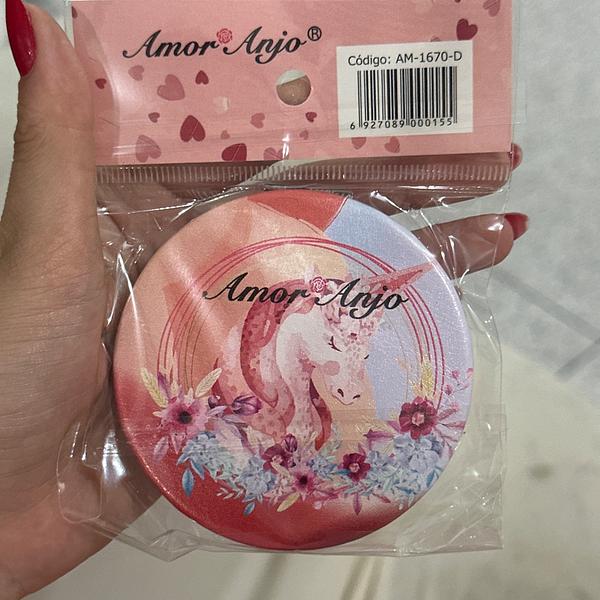 Amor Anjo®
Código: AM-1670-D
6 927089 000155
Amor Anjo